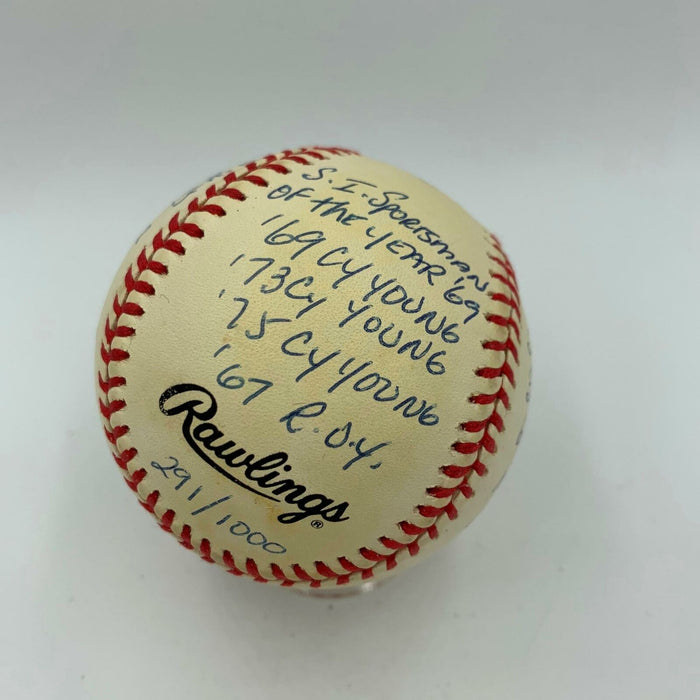 S.I. SPORTSMAN
OF the YEAR '69
'69 CY YOUNG
'73 CY YOUNG
'75 CY YOUNG
'67 R.O.Y.
Rawlings®
291/1000